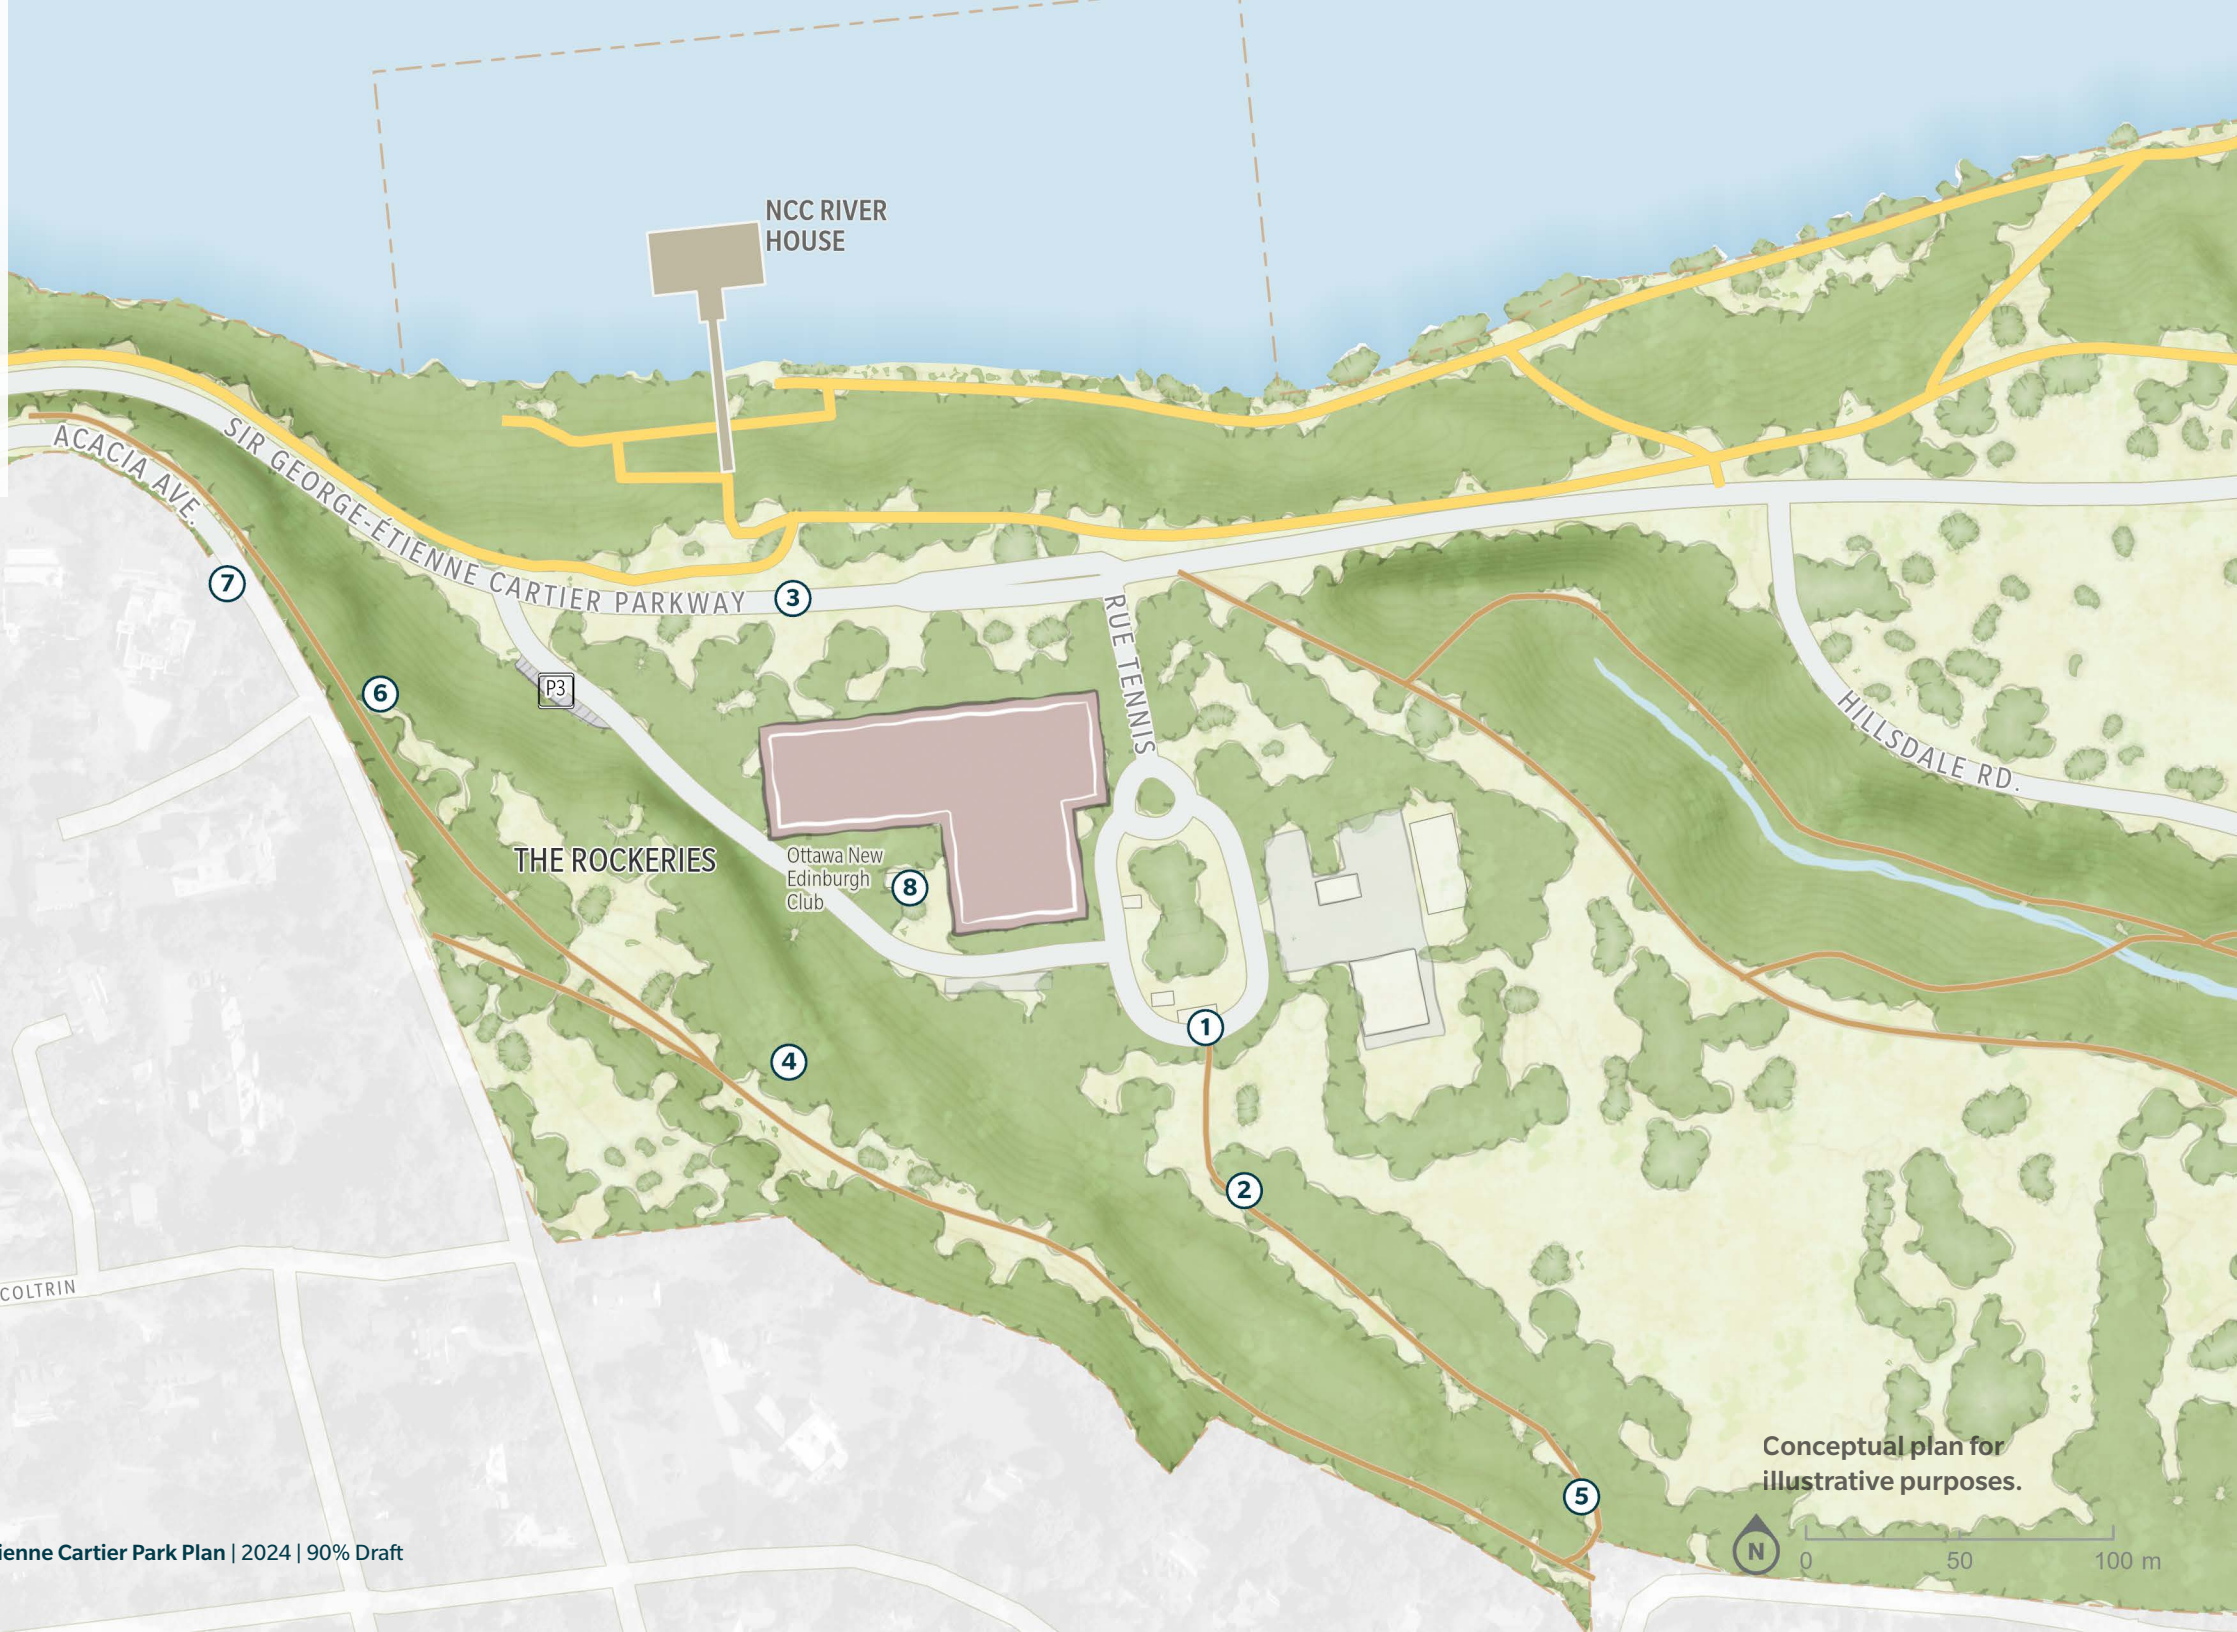 NCC RIVER
HOUSE
ACACIA AVE.
SIR GEORGE-ÉTIENNE CARTIER PARKWAY
3
7
RUE TENNIS
6
P3
HILLSDALE RD.
THE ROCKERIES
Ottawa New
Edinburgh
Club
8
1
4
2
COLTRIN
Conceptual plan for
illustrative purposes.
5
N
0 50 100 m
ienne Cartier Park Plan | 2024 | 90% Draft